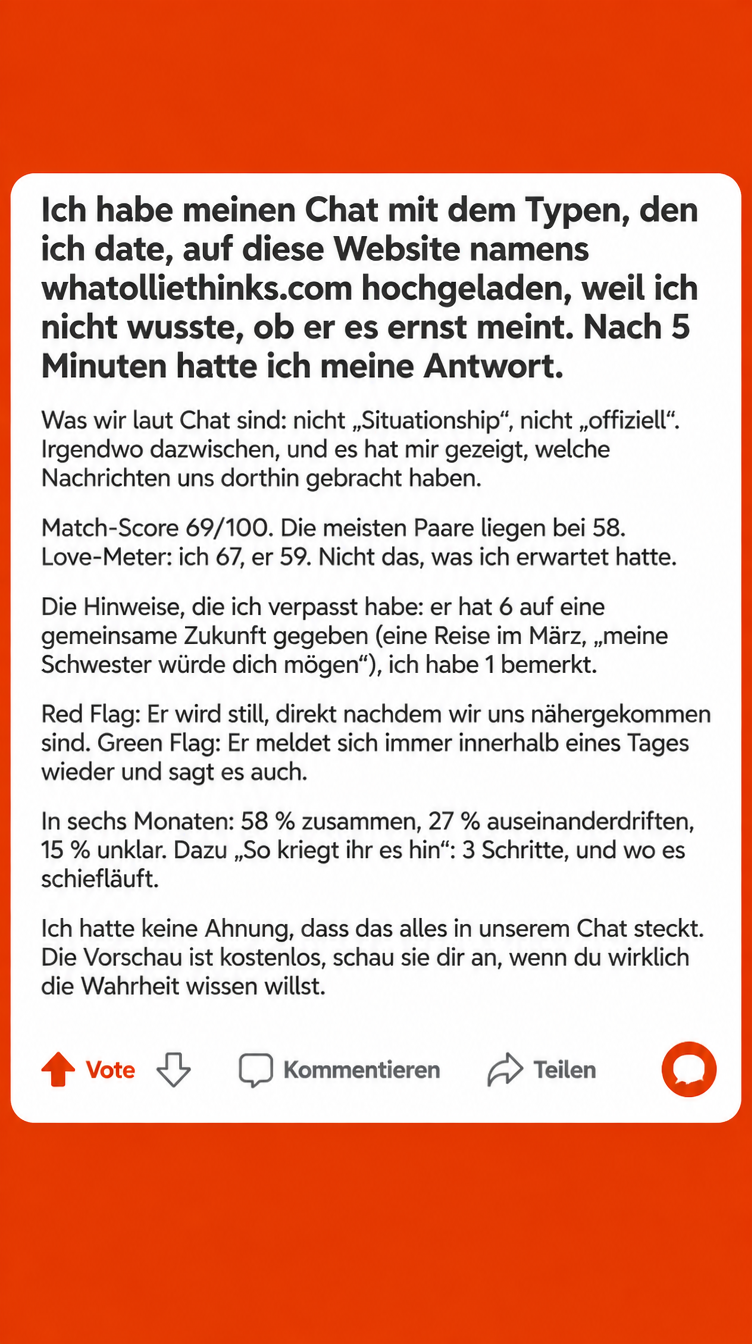 Ich habe meinen Chat mit dem Typen, den
ich date, auf diese Website namens
whatolliethinks.com hochgeladen, weil ich
nicht wusste, ob er es ernst meint. Nach 5
Minuten hatte ich meine Antwort.
Was wir laut Chat sind: nicht „Situationship“, nicht „offiziell“.
Irgendwo dazwischen, und es hat mir gezeigt, welche
Nachrichten uns dorthin gebracht haben.
Match-Score 69/100. Die meisten Paare liegen bei 58.
Love-Meter: ich 67, er 59. Nicht das, was ich erwartet hatte.
Die Hinweise, die ich verpasst habe: er hat 6 auf eine
gemeinsame Zukunft gegeben (eine Reise im März, „meine
Schwester würde dich mögen“), ich habe 1 bemerkt.
Red Flag: Er wird still, direkt nachdem wir uns nähergekommen
sind. Green Flag: Er meldet sich immer innerhalb eines Tages
wieder und sagt es auch.
In sechs Monaten: 58 % zusammen, 27 % auseinanderdriften,
15 % unklar. Dazu „So kriegt ihr es hin“: 3 Schritte, und wo es
schiefläuft.
Ich hatte keine Ahnung, dass das alles in unserem Chat steckt.
Die Vorschau ist kostenlos, schau sie dir an, wenn du wirklich
die Wahrheit wissen willst.
Vote Kommentieren Teilen